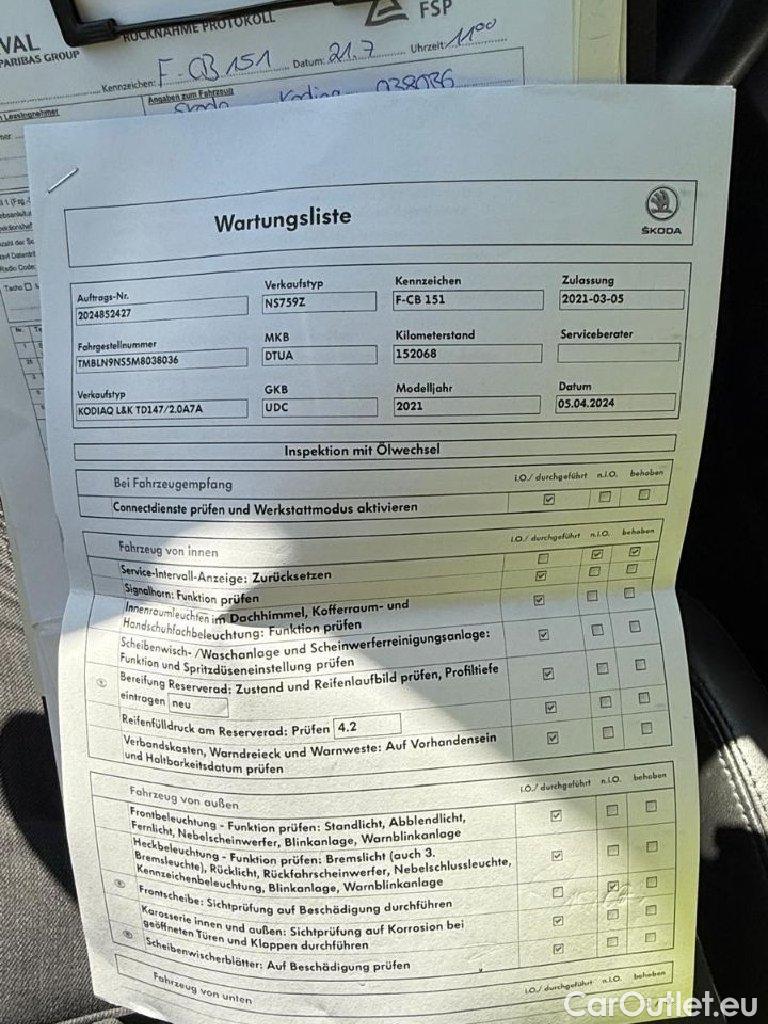 VAL
PARIBAS GROUP
RÜCKNAHME PROTOKOLL
FSP
Kennzeichen: F-CB 151 Datum: 21.7 Uhrzeit: 11⁰⁰
Leasingnehmer
Angaben zum Fahrzeug
Skoda Kodiaq 038036
Radio Code:
Wartungsliste
ŠKODA
Auftrags-Nr. Verkaufstyp Kennzeichen Zulassung
2024852427 NS759Z F-CB 151 2021-03-05
Fahrgestellnummer MKB Kilometerstand Serviceberater
TMBLN9NS5M8038036 DTUA 152068
Verkaufstyp GKB Modelljahr Datum
KODIAQ L&K TD147/2.0A7A UDC 2021 05.04.2024
Inspektion mit Ölwechsel
Bei Fahrzeugempfang i.O./ durchgeführt n.i.O. behoben
Connectdienste prüfen und Werkstattmodus aktivieren
Fahrzeug von innen i.O./ durchgeführt n.i.O. behoben
Service-Intervall-Anzeige: Zurücksetzen
Signalhorn: Funktion prüfen
Innenraumleuchten im Dachhimmel, Kofferraum- und
Handschuhfachbeleuchtung: Funktion prüfen
Scheibenwisch- /Waschanlage und Scheinwerferreinigungsanlage:
Funktion und Spritzdüseneinstellung prüfen
Bereifung Reserverad: Zustand und Reifenlaufbild prüfen, Profiltiefe
eintragen neu
Reifenfülldruck am Reserverad: Prüfen 4.2
Verbandskasten, Warndreieck und Warnweste: Auf Vorhandensein
und Haltbarkeitsdatum prüfen
Fahrzeug von außen i.O./ durchgeführt n.i.O. behoben
Frontbeleuchtung - Funktion prüfen: Standlicht, Abblendlicht,
Fernlicht, Nebelscheinwerfer, Blinkanlage, Warnblinkanlage
Heckbeleuchtung - Funktion prüfen: Bremslicht (auch 3.
Bremsleuchte), Rücklicht, Rückfahrscheinwerfer, Nebelschlussleuchte,
Kennzeichenbeleuchtung, Blinkanlage, Warnblinkanlage
Frontscheibe: Sichtprüfung auf Beschädigung durchführen
Karosserie innen und außen: Sichtprüfung auf Korrosion bei
geöffneten Türen und Klappen durchführen
Scheibenwischerblätter: Auf Beschädigung prüfen
Fahrzeug von unten i.O./ durchgeführt n.i.O. behoben
CarOutlet.eu